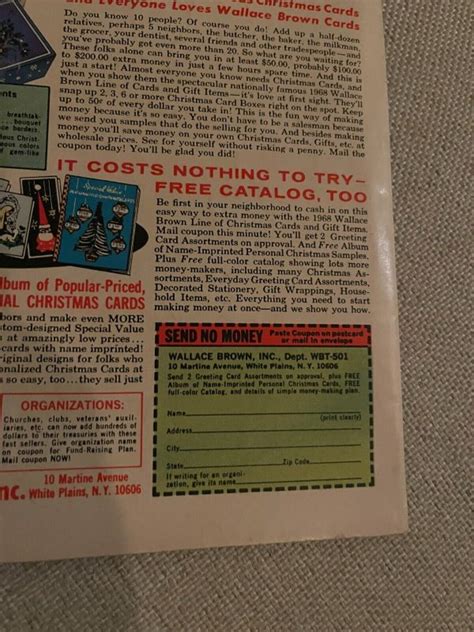 Christmas Cards
and Everyone Loves Wallace Brown Cards
Do you know 10 people? Of course you do! Add up a half-dozen
relatives, perhaps 5 neighbors, the butcher, the baker, the milkman,
the grocer, your dentist, several friends and other tradespeople—and
you've probably got even more than 20. So what are you waiting for?
These folks alone can bring you in at least $50.00, probably $100.00
to $200.00 extra money in just a few hours spare time. And this is
just a start! Almost everyone you know needs Christmas Cards, and
when you show them the spectacular nationally famous 1968 Wallace
Brown Line of Cards and Gift Items—it's love at first sight. They'll
snap up 2, 3, 6 or more Christmas Card Boxes right on the spot. Keep
up to 50¢ of every dollar you take in! This is the fun way of making
money because it's so easy. You don't have to be a salesman because
we send you samples that do the selling for you. And besides making
money you'll save money on your own Christmas Cards, Gifts, etc. at
wholesale prices. See for yourself without risking a penny. Mail the
coupon today! You'll be glad you did!
IT COSTS NOTHING TO TRY—
FREE CATALOG, TOO
Be first in your neighborhood to cash in on this
easy way to extra money with the 1968 Wallace
Brown Line of Christmas Cards and Gift Items.
Mail coupon this minute! You'll get 2 Greeting
Card Assortments on approval. And Free Album
of Name-Imprinted Personal Christmas Samples.
Plus Free full-color catalog showing lots more
money-makers, including many Christmas As-
sortments, Everyday Greeting Card Assortments,
Decorated Stationery, Gift Wrappings, House-
hold Items, etc. Everything you need to start
making money at once—and we show you how.
ents
breathtak-
bouquet
ce borders.
ous Christ-
ous colors
f gem-like
Special Value
lbum of Popular-Priced,
NAL CHRISTMAS CARDS
bors and make even MORE
stom-designed Special Value
at amazingly low prices...
cards with name imprinted!
riginal designs for folks who
onalized Christmas Cards at
s so easy, too...they sell just
ORGANIZATIONS:
Churches, clubs, veterans' auxil-
iaries, etc. can now add hundreds of
dollars to their treasuries with these
fast sellers. Give organization name
on coupon for Fund-Raising Plan.
Mail coupon NOW!
nc. 10 Martine Avenue
White Plains, N. Y. 10606
SEND NO MONEY Paste Coupon on postcard
or mail in envelope
WALLACE BROWN, INC., Dept. WBT-501
10 Martine Avenue, White Plains, N. Y. 10606
Send 2 Greeting Card Assortments on approval, plus FREE
Album of Name-Imprinted Personal Christmas Cards, FREE
full-color Catalog, and details of simple money-making plan.
Name
(print clearly)
Address
City
State Zip Code
If writing for an organi-
zation, give its name